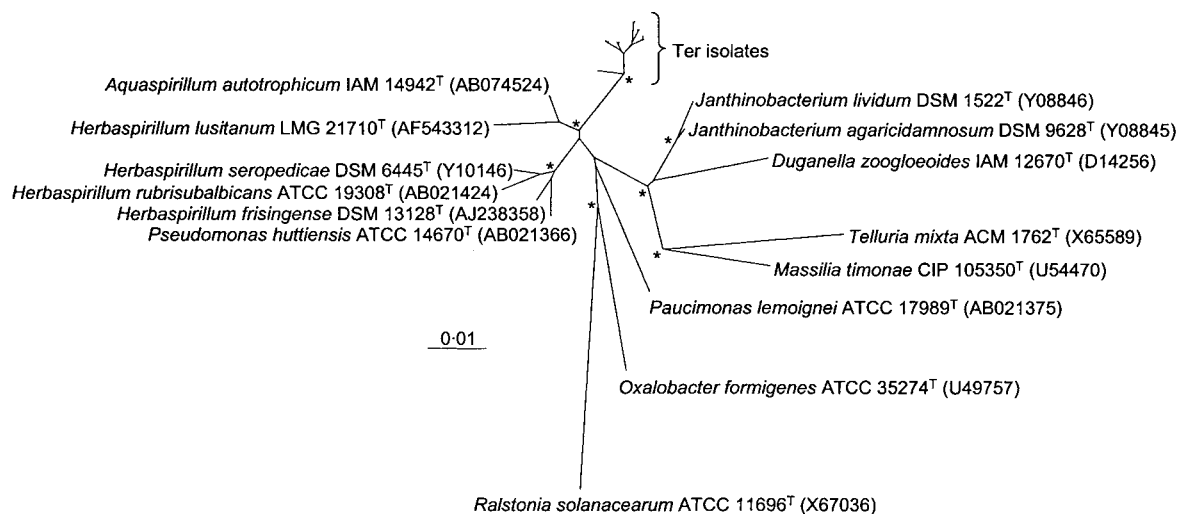 Ter isolates
Aquaspirillum autotrophicum IAM 14942ᵀ (AB074524)
Janthinobacterium lividum DSM 1522ᵀ (Y08846)
Herbaspirillum lusitanum LMG 21710ᵀ (AF543312)
Janthinobacterium agaricidamnosum DSM 9628ᵀ (Y08845)
Duganella zoogloeoides IAM 12670ᵀ (D14256)
Herbaspirillum seropedicae DSM 6445ᵀ (Y10146)
Herbaspirillum rubrisubalbicans ATCC 19308ᵀ (AB021424)
Herbaspirillum frisingense DSM 13128ᵀ (AJ238358)
Pseudomonas huttiensis ATCC 14670ᵀ (AB021366)
Telluria mixta ACM 1762ᵀ (X65589)
Massilia timonae CIP 105350ᵀ (U54470)
Paucimonas lemoignei ATCC 17989ᵀ (AB021375)
0·01
Oxalobacter formigenes ATCC 35274ᵀ (U49757)
Ralstonia solanacearum ATCC 11696ᵀ (X67036)